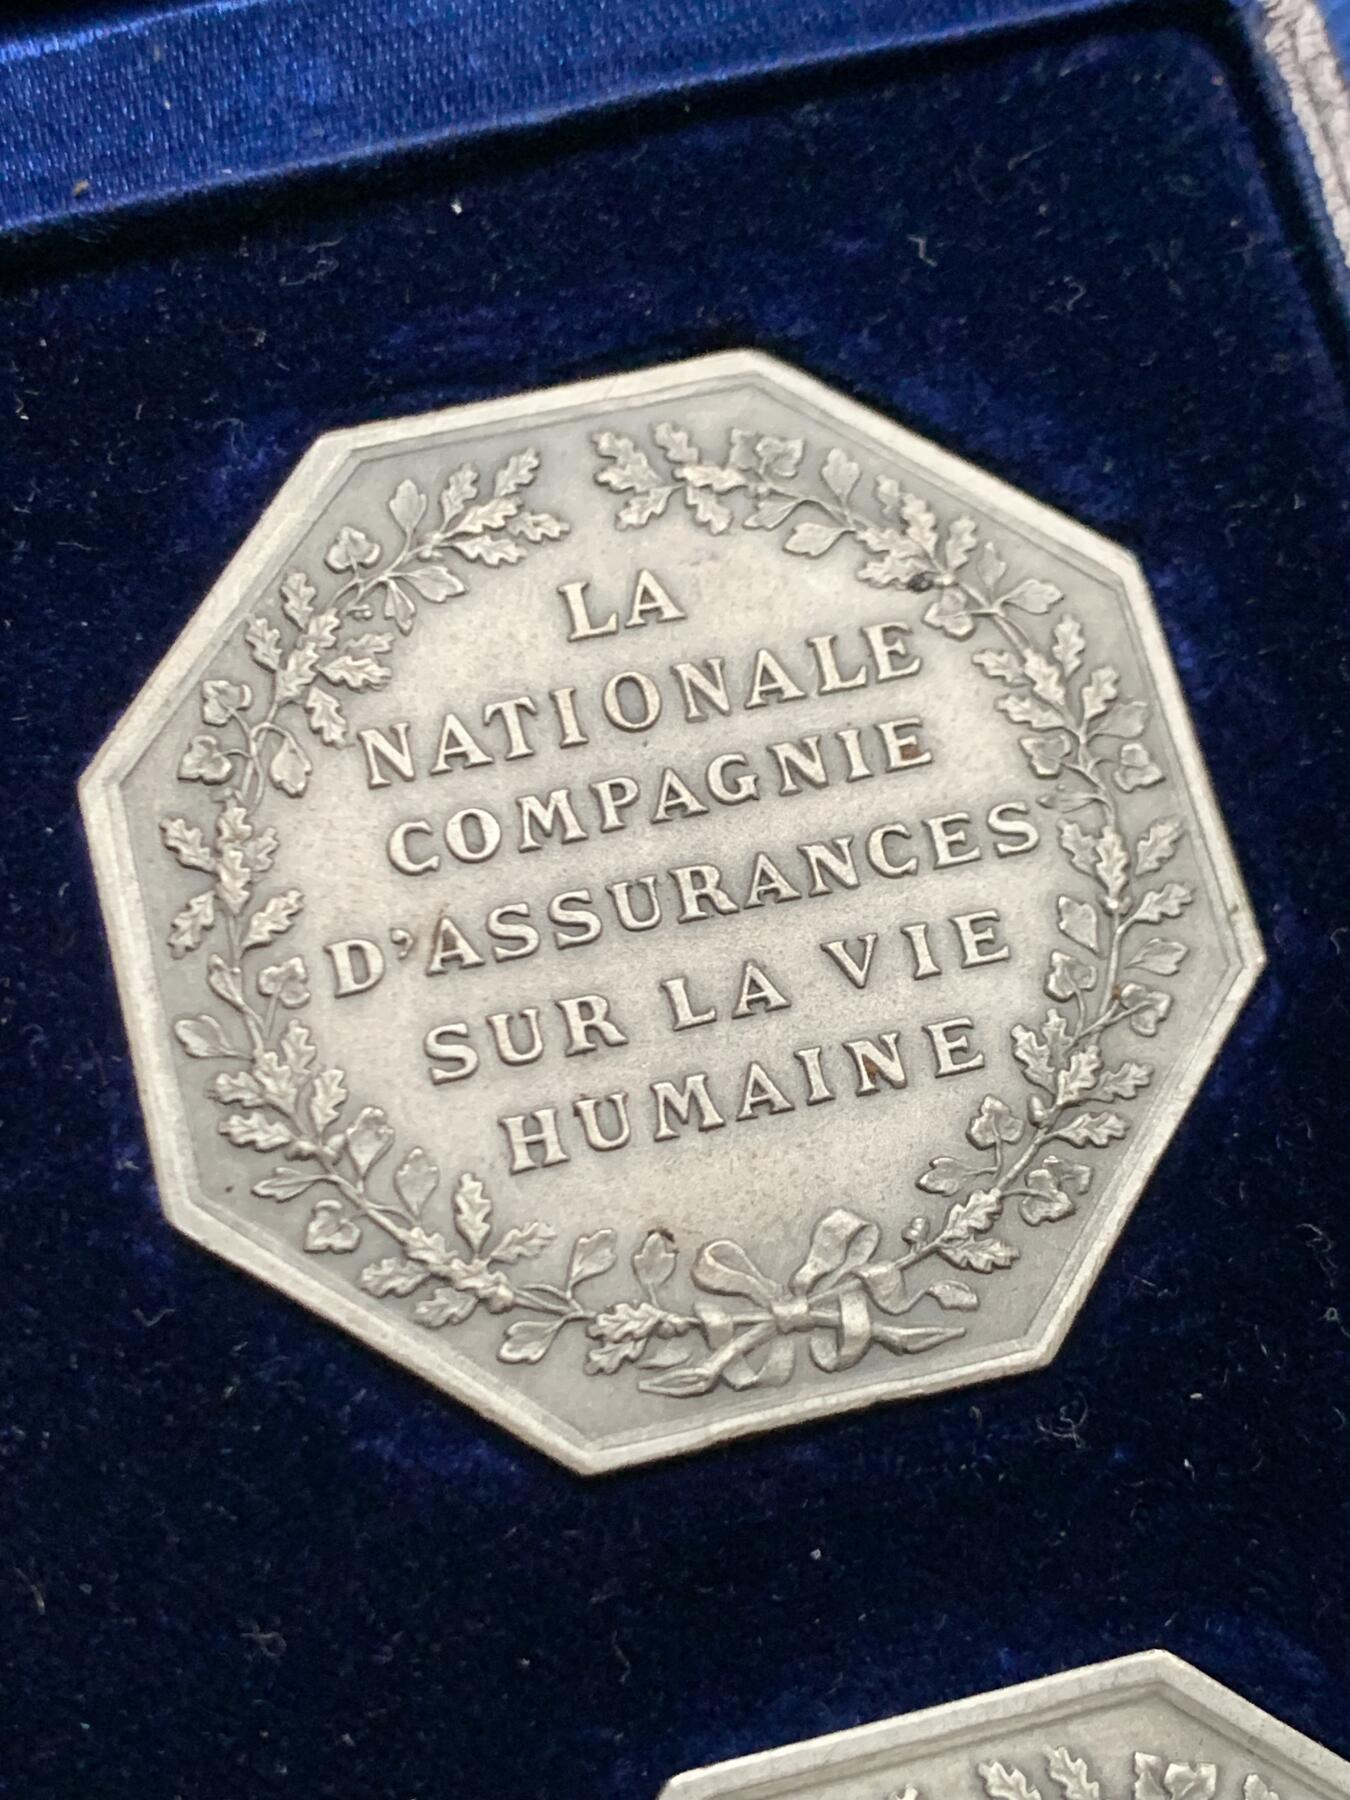 LA
NATIONALE
COMPAGNIE
D'ASSURANCES
SUR LA VIE
HUMAINE